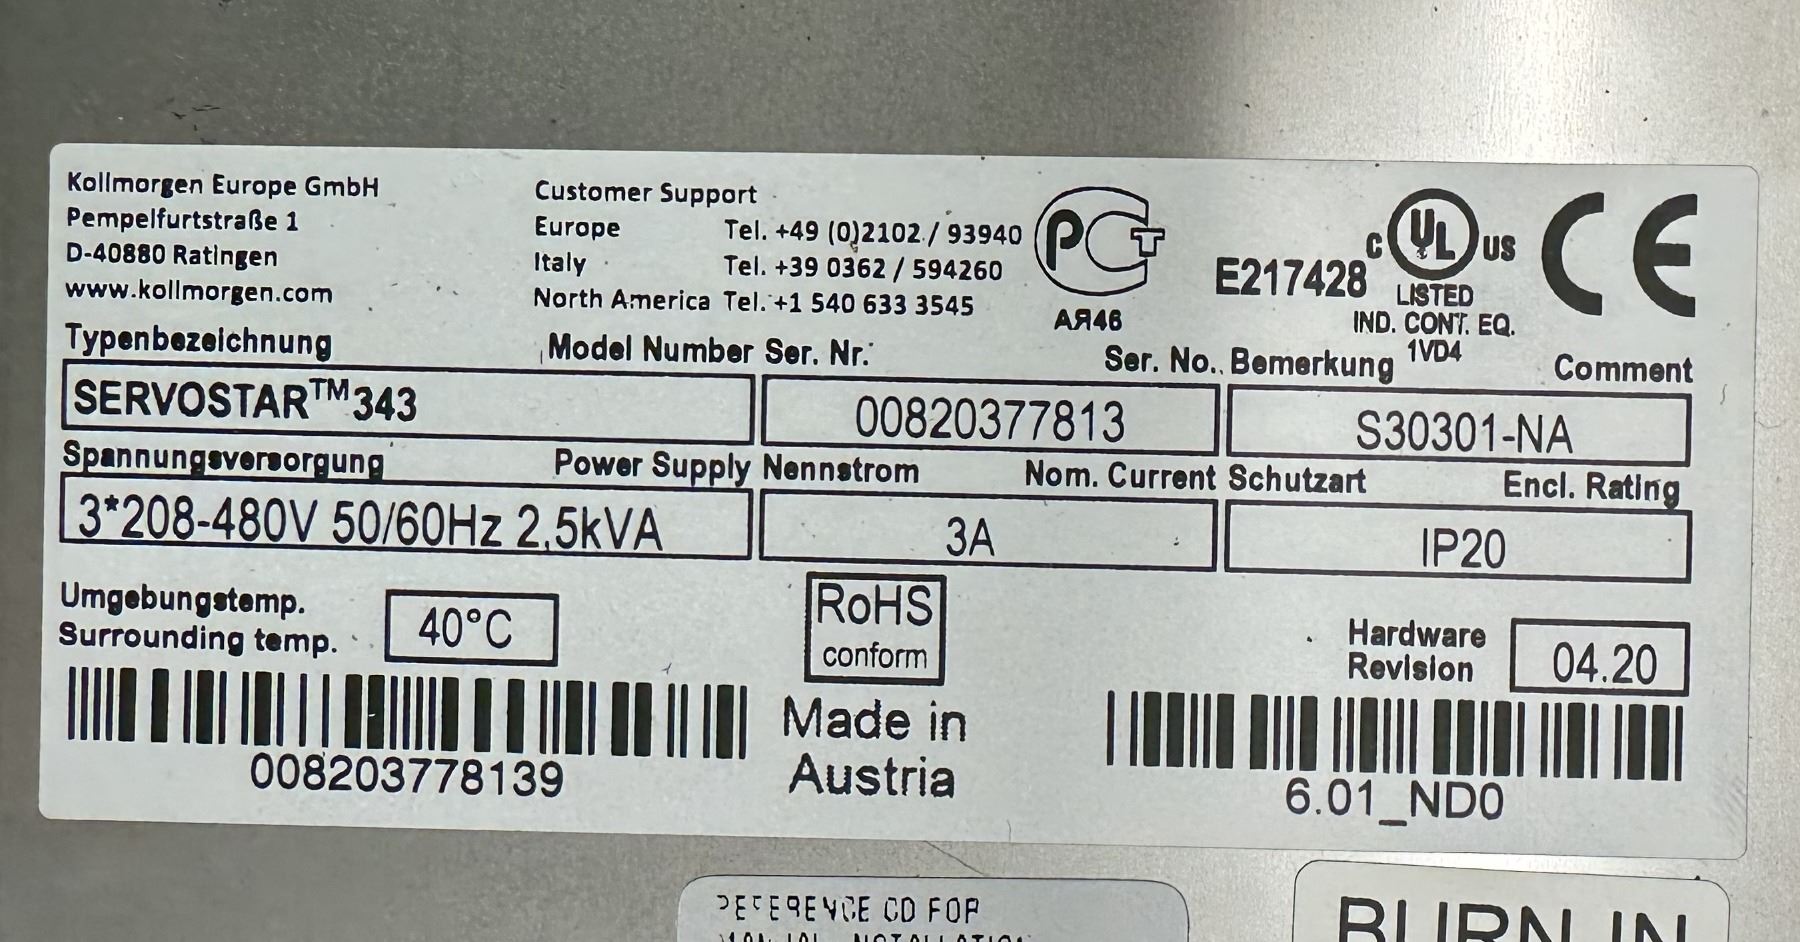 Kollmorgen Europe GmbH
Pempelfurtstraße 1
D-40880 Ratingen
www.kollmorgen.com
Customer Support
Europe Tel. +49 (0)2102 / 93940
Italy Tel. +39 0362 / 594260
North America Tel. +1 540 633 3545
PCT
АЯ46
E217428
C UL US
LISTED
IND. CONT. EQ.
1VD4
CE
Typenbezeichnung Model Number Ser. Nr. Ser. No. Bemerkung Comment
SERVOSTAR™343 00820377813 S30301-NA
Spannungsversorgung Power Supply Nennstrom Nom. Current Schutzart Encl. Rating
3*208-480V 50/60Hz 2,5kVA 3A IP20
Umgebungstemp.
Surrounding temp. 40°C
RoHS
conform
Hardware
Revision 04.20
Made in
Austria
008203778139
6.01_ND0
REFERENCE CD FOR
BURN IN